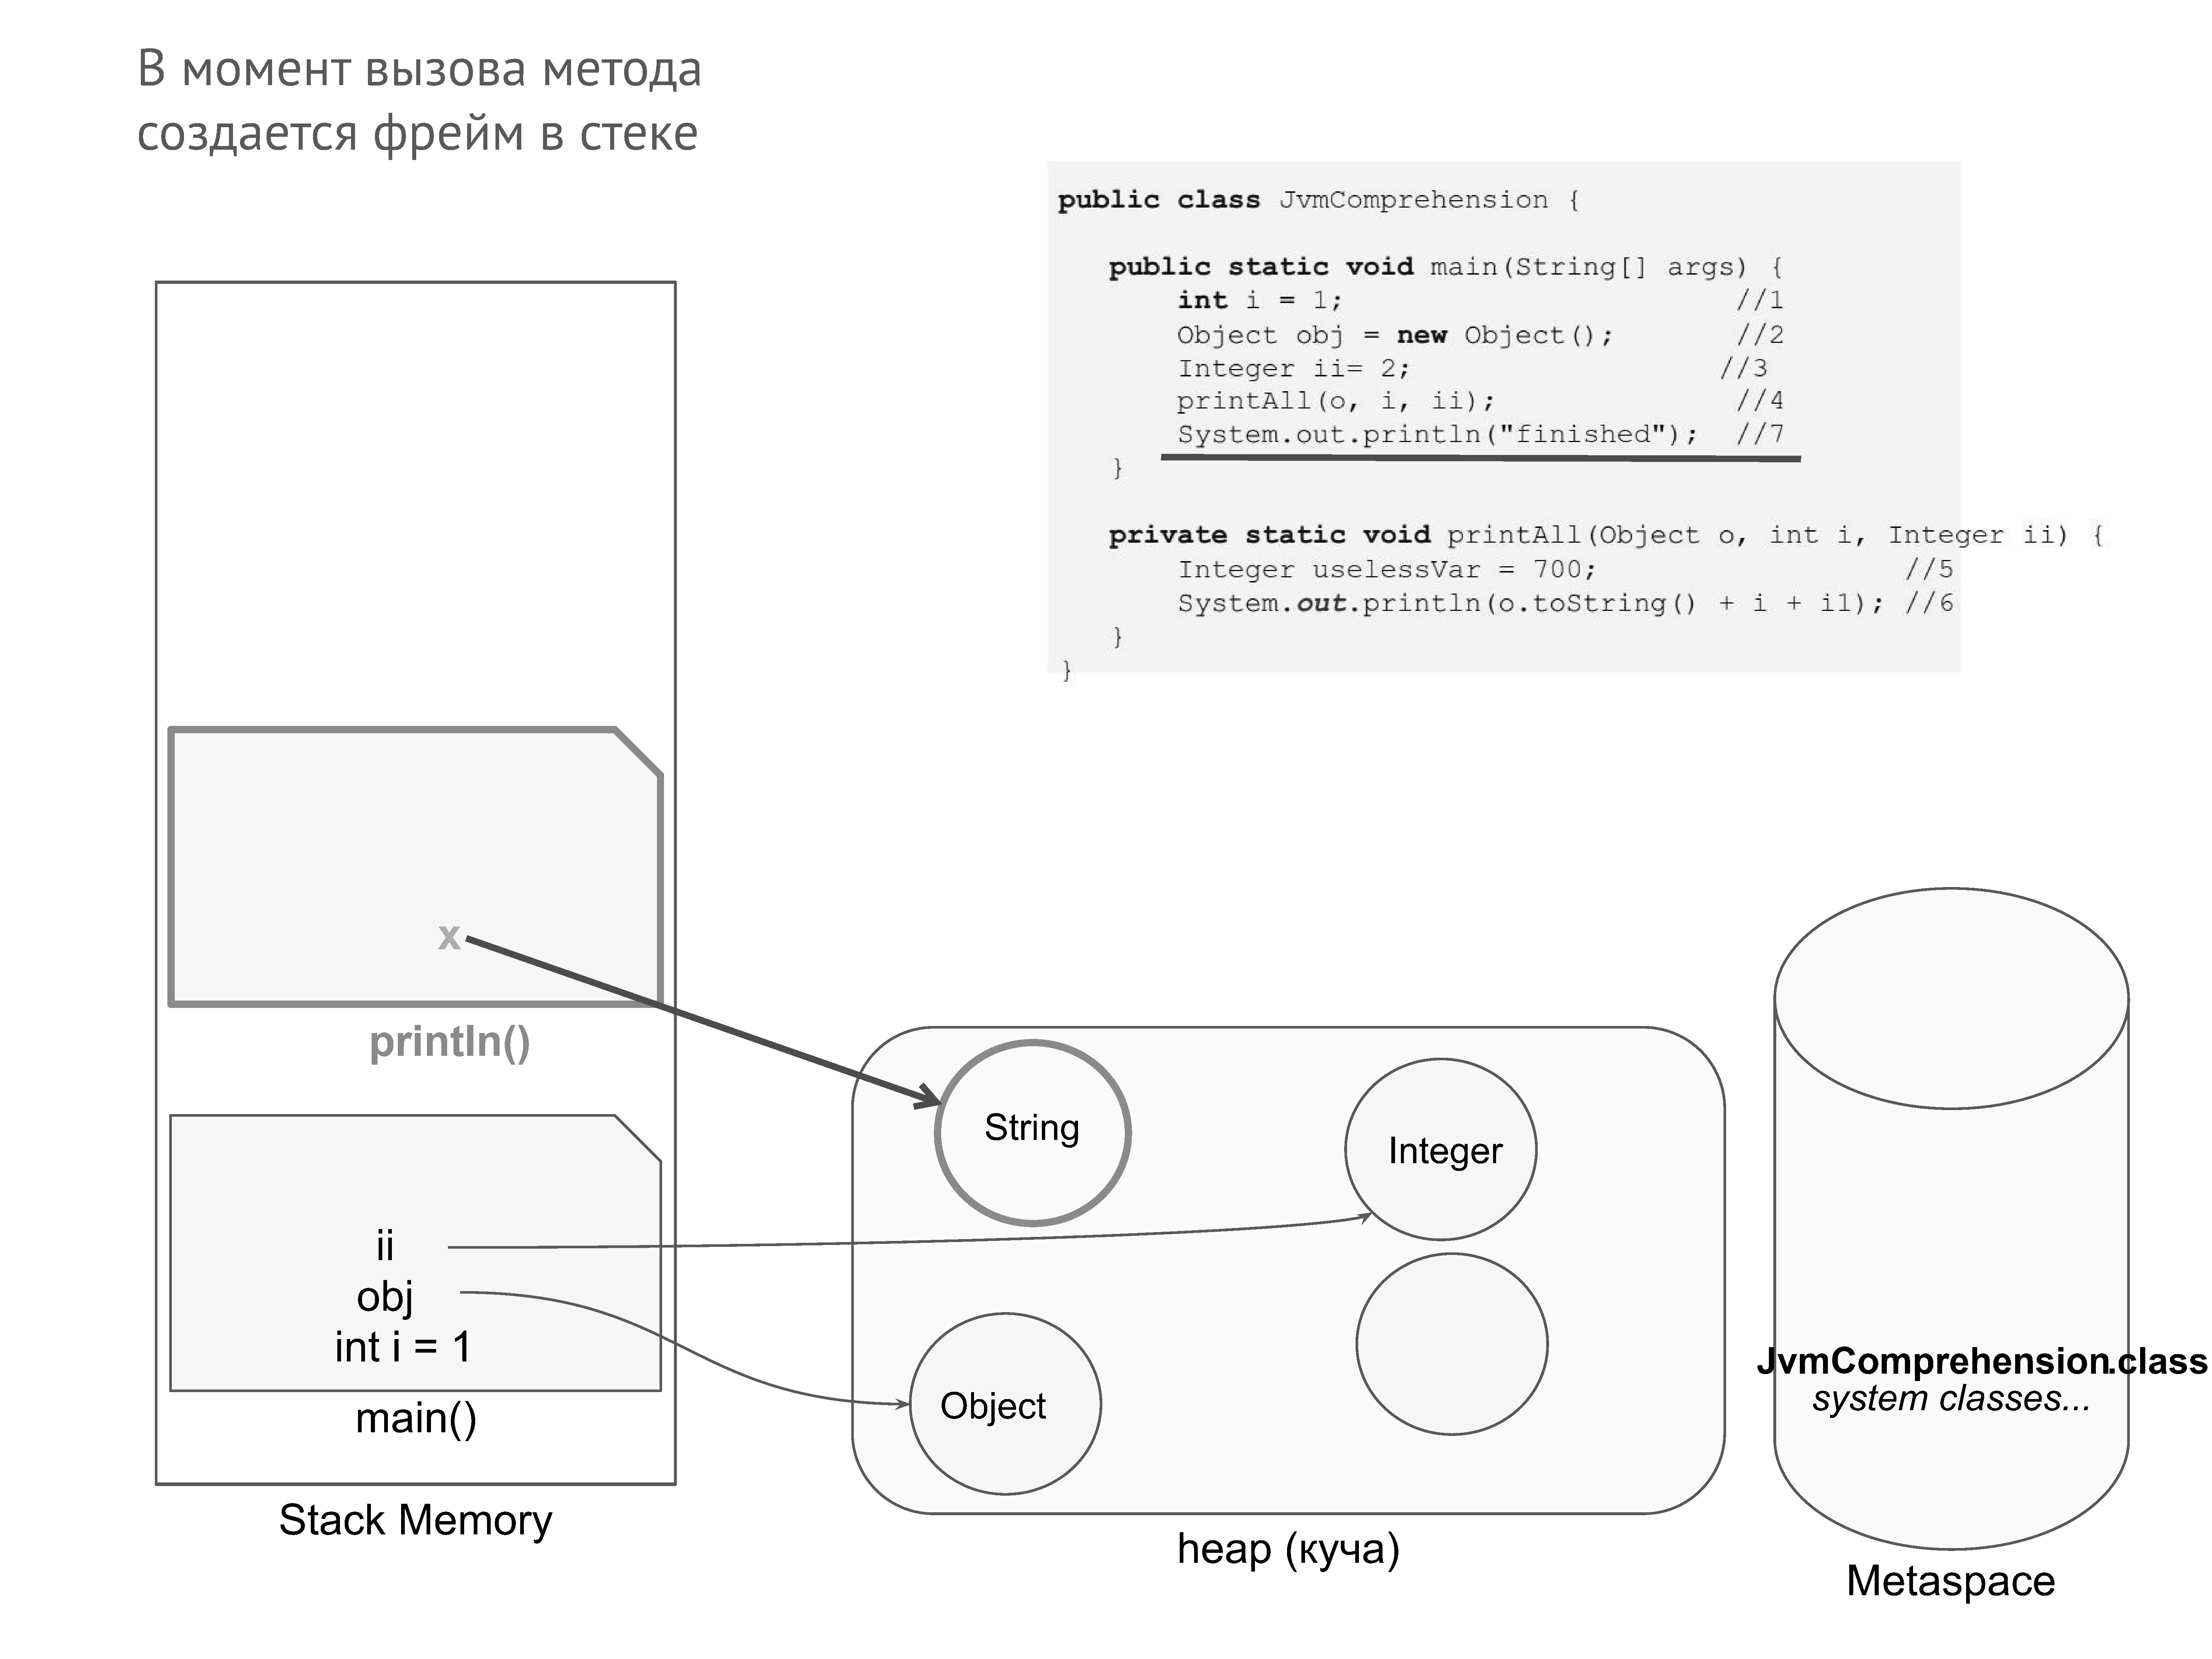 В момент вызова метода
создается фрейм в стеке
public class JvmComprehension {
public static void main(String[] args) {
int i = 1; //1
Object obj = new Object(); //2
Integer ii= 2; //3
printAll(o, i, ii); //4
System.out.println("finished"); //7
}
private static void printAll(Object o, int i, Integer ii) {
Integer uselessVar = 700; //5
System.out.println(o.toString() + i + i1); //6
}
}
x
println()
ii
obj
int i = 1
main()
Stack Memory
String
Integer
Object
heap (куча)
JvmComprehension.class
system classes...
Metaspace